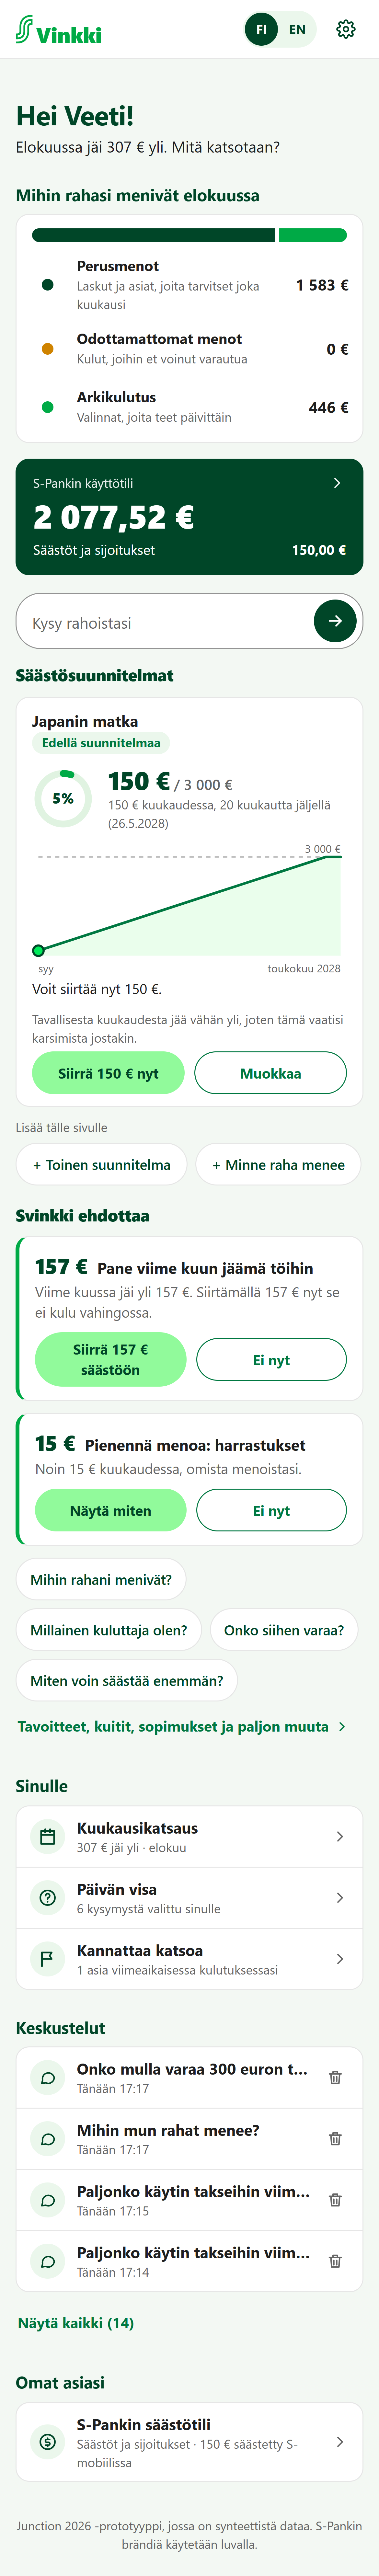 Vinkki
FI EN
Hei Veeti!
Elokuussa jäi 307 € yli. Mitä katsotaan?
Mihin rahasi menivät elokuussa
Perusmenot
Laskut ja asiat, joita tarvitset joka
kuukausi
1 583 €
Odottamattomat menot
Kulut, joihin et voinut varautua
0 €
Arkikulutus
Valinnat, joita teet päivittäin
446 €
S-Pankin käyttötili
2 077,52 €
Säästöt ja sijoitukset 150,00 €
Kysy rahoistasi
Säästösuunnitelmat
Japanin matka
Edellä suunnitelmaa
5%
150 € / 3 000 €
150 € kuukaudessa, 20 kuukautta jäljellä
(26.5.2028)
3 000 €
syy toukokuu 2028
Voit siirtää nyt 150 €.
Tavallisesta kuukaudesta jää vähän yli, joten tämä vaatisi
karsimista jostakin.
Siirrä 150 € nyt Muokkaa
Lisää tälle sivulle
+ Toinen suunnitelma + Minne raha menee
Svinkki ehdottaa
157 € Pane viime kuun jäämä töihin
Viime kuussa jäi yli 157 €. Siirtämällä 157 € nyt se
ei kulu vahingossa.
Siirrä 157 €
säästöön
Ei nyt
15 € Pienennä menoa: harrastukset
Noin 15 € kuukaudessa, omista menoistasi.
Näytä miten Ei nyt
Mihin rahani menivät?
Millainen kuluttaja olen? Onko siihen varaa?
Miten voin säästää enemmän?
Tavoitteet, kuitit, sopimukset ja paljon muuta
Sinulle
Kuukausikatsaus
307 € jäi yli · elokuu
Päivän visa
6 kysymystä valittu sinulle
Kannattaa katsoa
1 asia viimeaikaisessa kulutuksessasi
Keskustelut
Onko mulla varaa 300 euron t...
Tänään 17:17
Mihin mun rahat menee?
Tänään 17:17
Paljonko käytin takseihin viim...
Tänään 17:15
Paljonko käytin takseihin viim...
Tänään 17:14
Näytä kaikki (14)
Omat asiasi
S-Pankin säästötili
Säästöt ja sijoitukset · 150 € säästetty S-
mobiilissa
Junction 2026 -prototyyppi, jossa on synteettistä dataa. S-Pankin
brändiä käytetään luvalla.